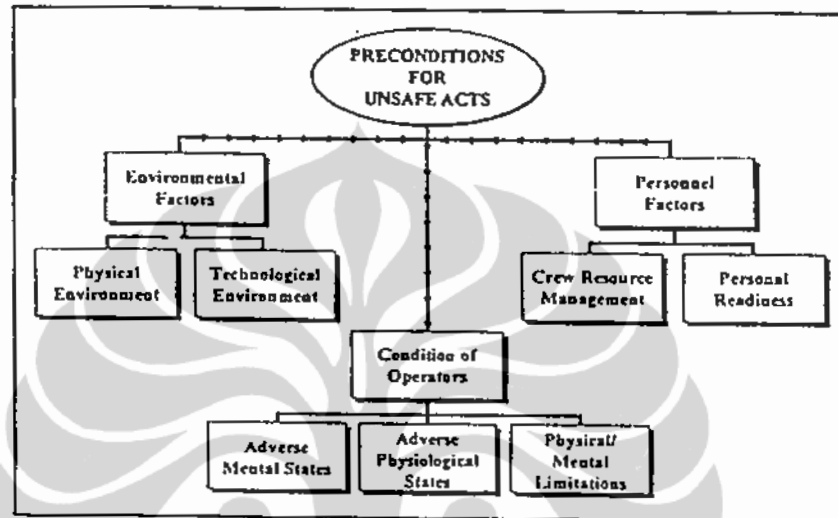 PRECONDITIONS
FOR
UNSAFE ACTS
Environmental
Factors
Personnel
Factors
Physical
Environment
Technological
Environment
Crew Resource
Management
Personal
Readiness
Condition of
Operators
Adverse
Mental States
Adverse
Physiological
States
Physical/
Mental
Limitations